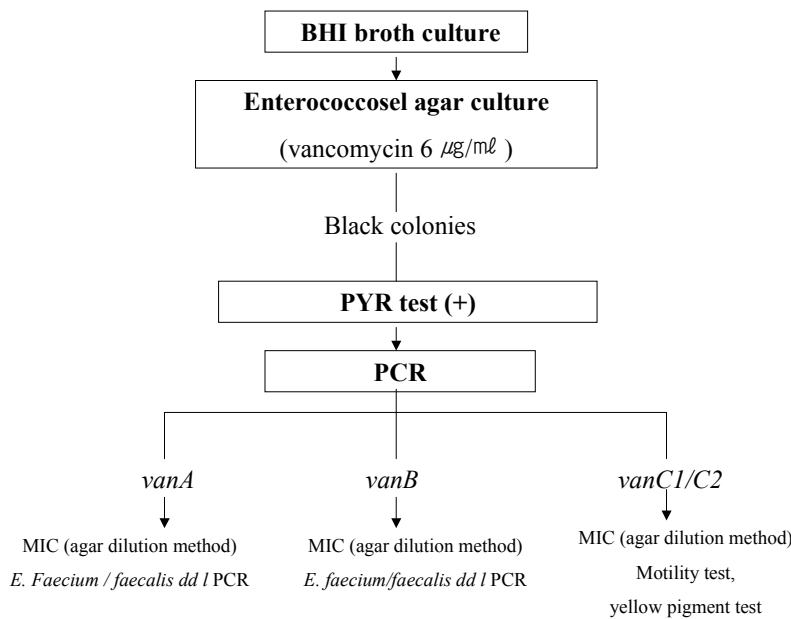 BHI broth culture
Enterococcosel agar culture
(vancomycin 6 ㎍/㎖ )
Black colonies
PYR test (+)
PCR
vanA
vanB
vanC1/C2
MIC (agar dilution method)
E. Faecium / faecalis dd l PCR
MIC (agar dilution method)
E. faecium/faecalis dd l PCR
MIC (agar dilution method)
Motility test,
yellow pigment test